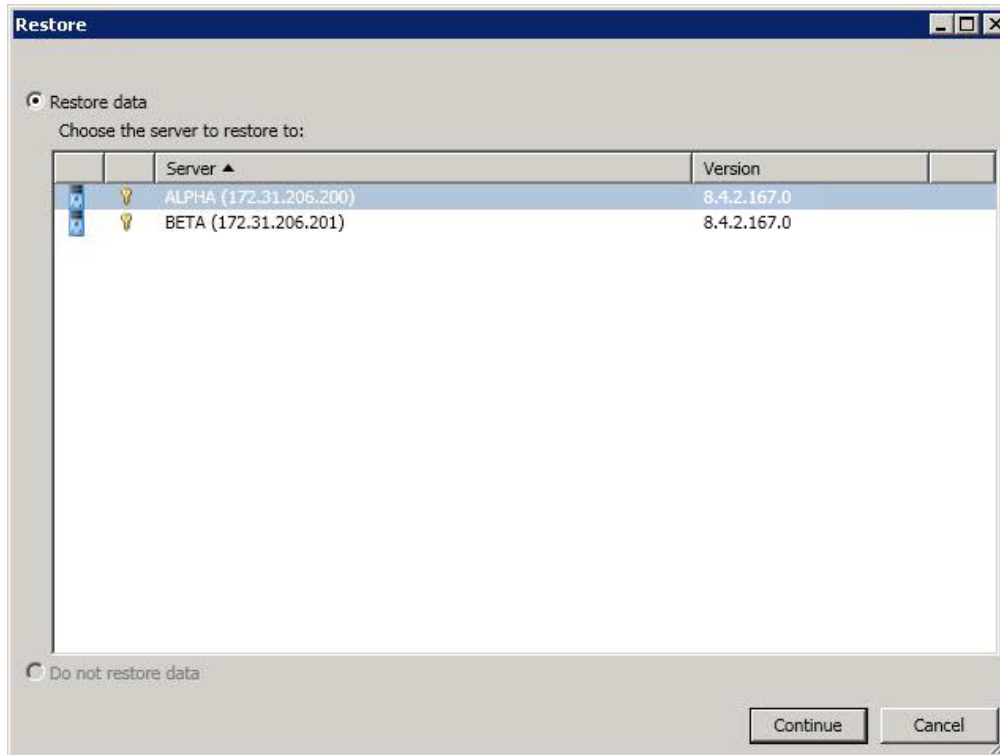 Restore
Restore data
Choose the server to restore to:
Server Version
ALPHA (172.31.206.200) 8.4.2.167.0
BETA (172.31.206.201) 8.4.2.167.0
Do not restore data
Continue Cancel